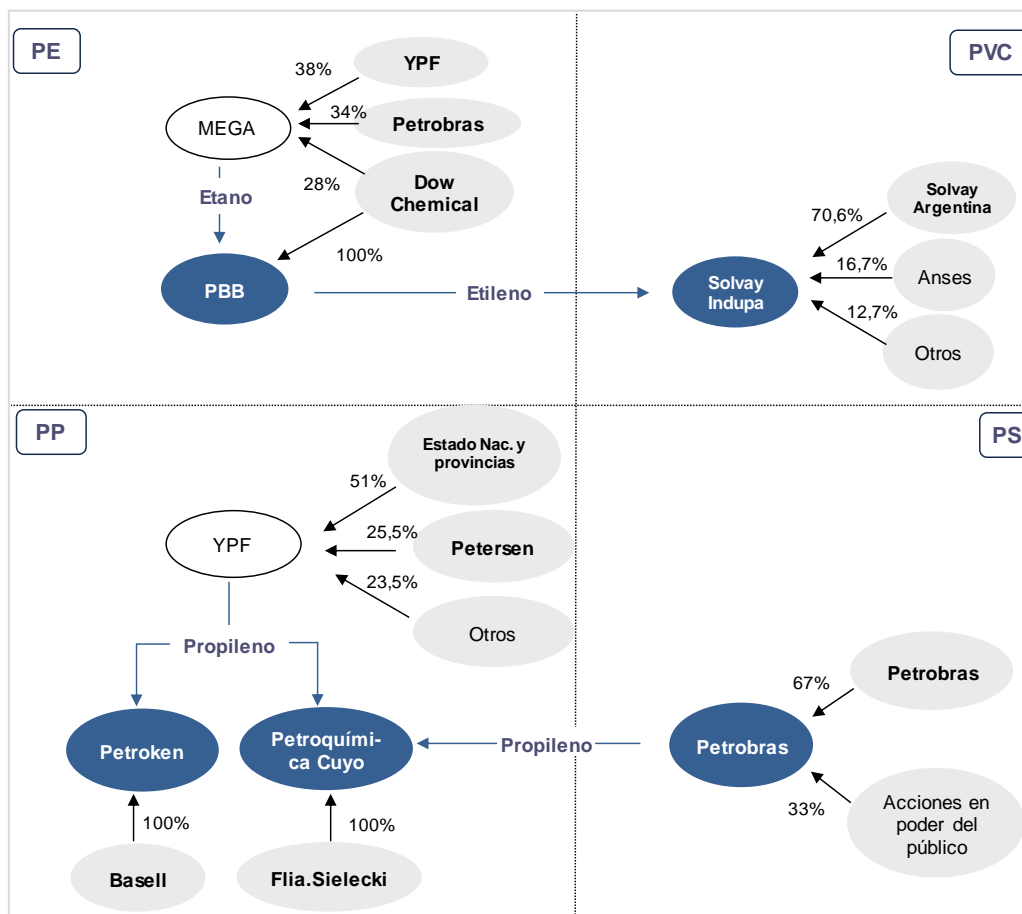 PE
YPF
38%
34%
Petrobras
MEGA
28%
Dow
Chemical
Etano
100%
PBB
Etileno
PVC
Solvay
Argentina
70,6%
16,7%
Anses
Solvay
Indupa
12,7%
Otros
PP
Estado Nac. y
provincias
51%
25,5%
Petersen
YPF
23,5%
Otros
Propileno
Petroken
Petroquími-
ca Cuyo
100%
100%
Basell
Flia.Sielecki
PS
Petrobras
67%
Propileno
Petrobras
33%
Acciones en
poder del
público